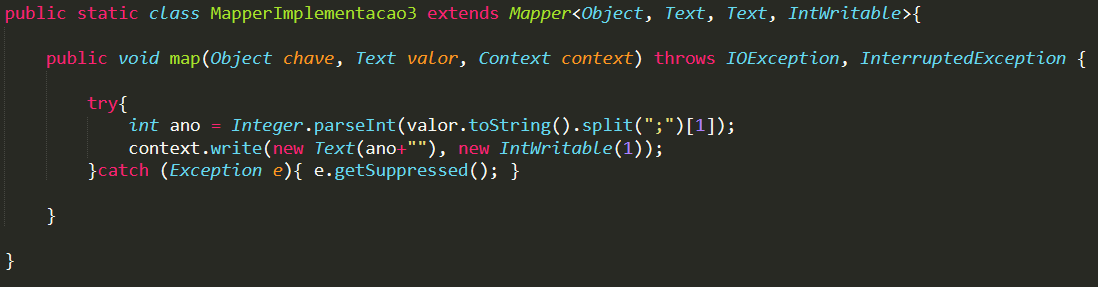 public static class MapperImplementacao3 extends Mapper<Object, Text, Text, IntWritable>{
public void map(Object chave, Text valor, Context context) throws IOException, InterruptedException {
try{
int ano = Integer.parseInt(valor.toString().split(";")[1]);
context.write(new Text(ano+""), new IntWritable(1));
}catch (Exception e){ e.getSuppressed(); }
}
}